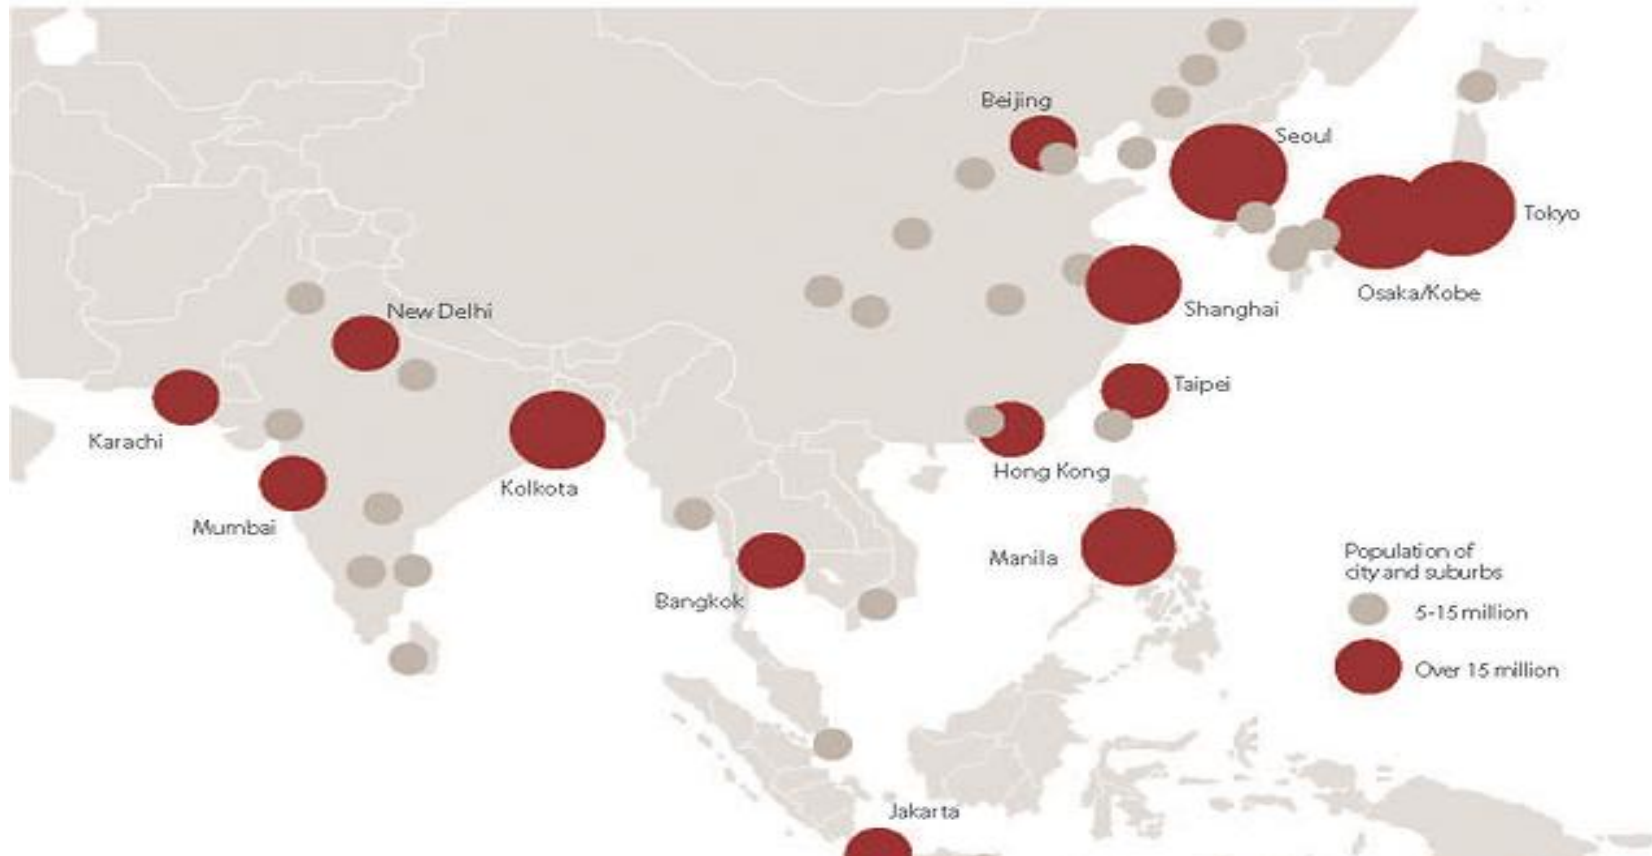 Beijing
Seoul
Tokyo
Osaka/Kobe
New Delhi
Shanghai
Taipei
Karachi
Hong Kong
Kolkota
Mumbai
Manila
Bangkok
Population of
city and suburbs
5-15 million
Over 15 million
Jakarta